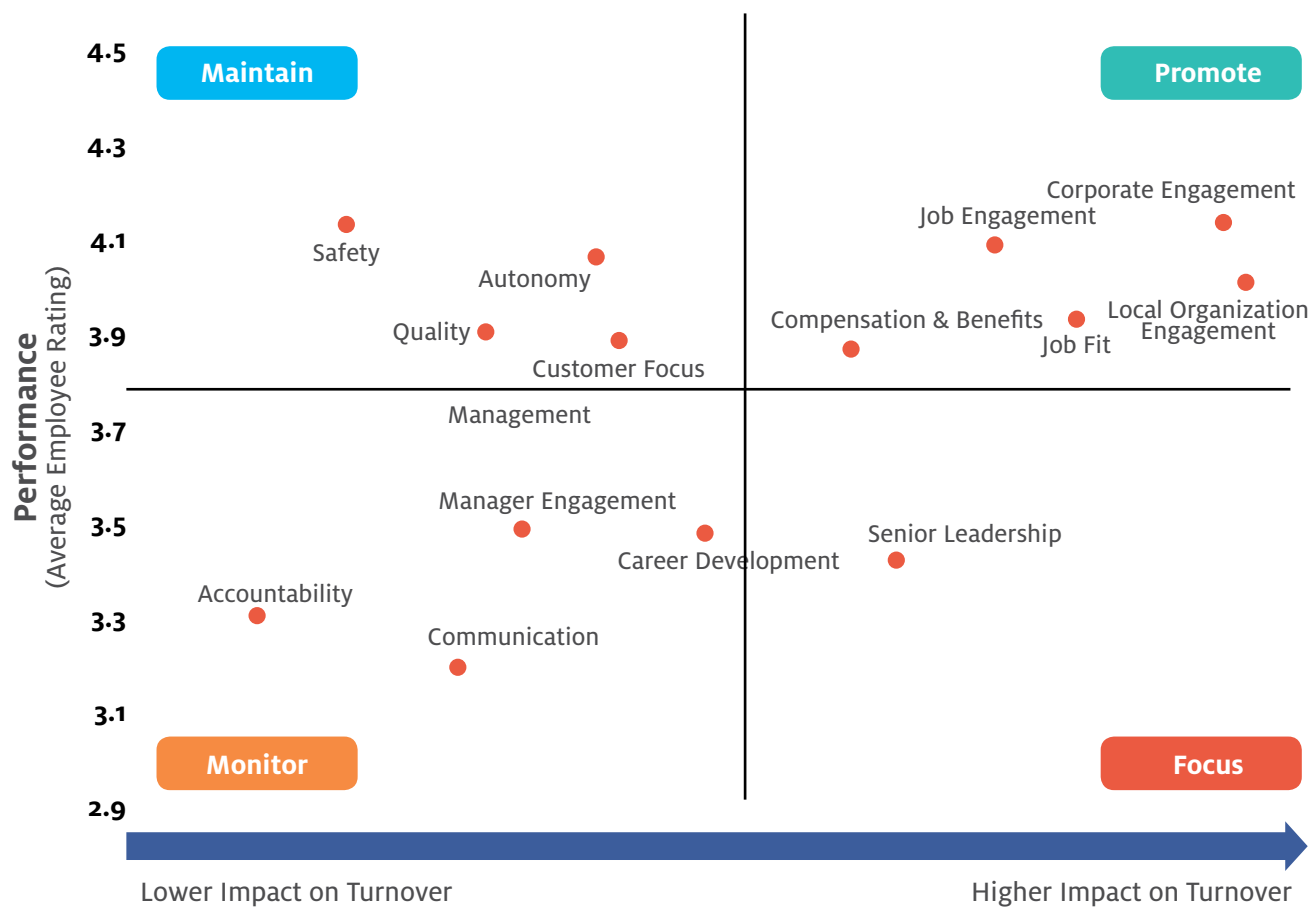 4.5
Maintain
Promote
4.3
Corporate Engagement
Job Engagement
4.1
Safety
Autonomy
Local Organization
Engagement
Compensation & Benefits
Quality
3.9
Job Fit
Customer Focus
Performance
(Average Employee Rating)
Management
3.7
Manager Engagement
3.5
Senior Leadership
Career Development
Accountability
3.3
Communication
3.1
Monitor
Focus
2.9
Lower Impact on Turnover
Higher Impact on Turnover